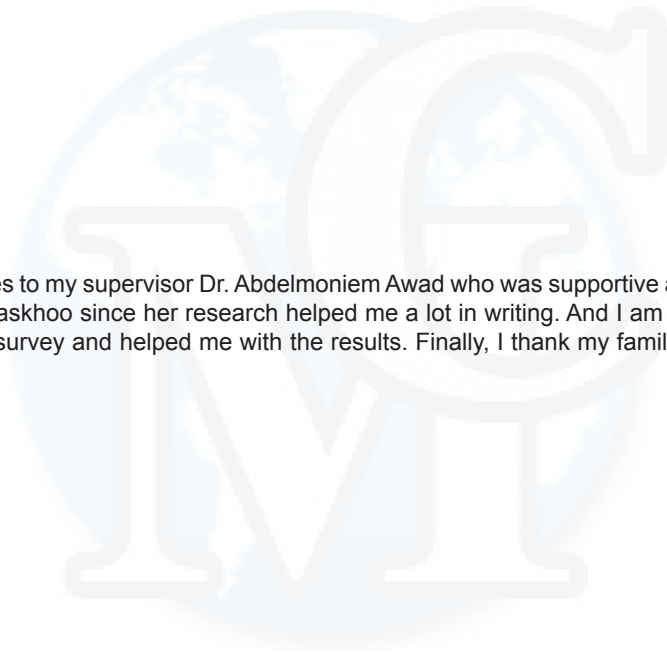 es to my supervisor Dr. Abdelmoniem Awad who was supportive a
askhoo since her research helped me a lot in writing. And I am
survey and helped me with the results. Finally, I thank my famil
MC